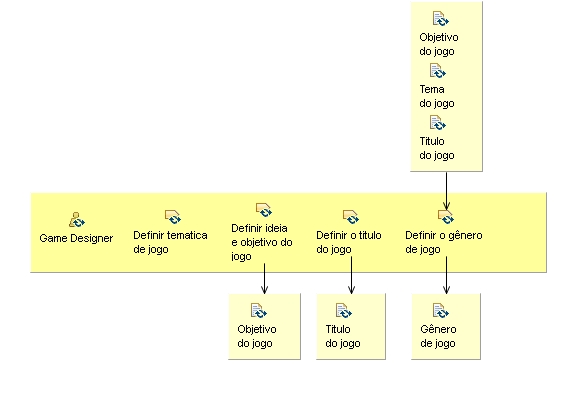 Objetivo
do jogo
Tema
do jogo
Titulo
do jogo
Game Designer
Definir tematica
de jogo
Definir ideia
e objetivo do
jogo
Definir o titulo
do jogo
Definir o gênero
de jogo
Objetivo
do jogo
Titulo
do jogo
Gênero
de jogo